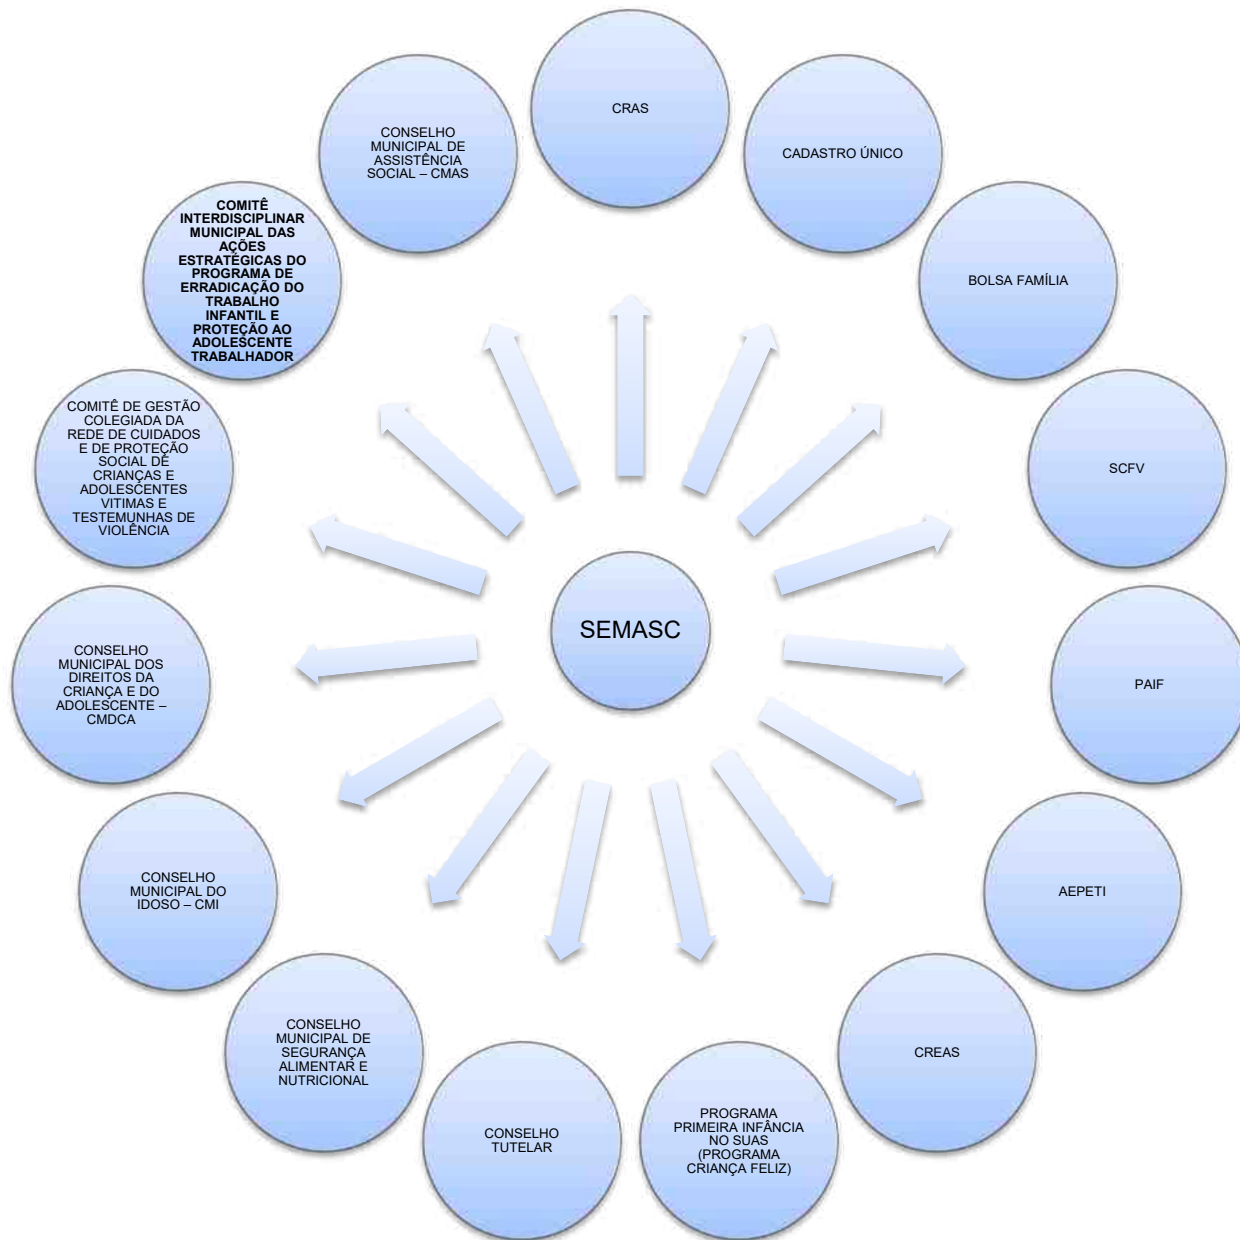 CRAS
CADASTRO ÚNICO
BOLSA FAMÍLIA
SCFV
PAIF
AEPETI
CREAS
PROGRAMA
PRIMEIRA INFÂNCIA
NO SUAS
(PROGRAMA
CRIANÇA FELIZ)
CONSELHO
TUTELAR
CONSELHO
MUNICIPAL DE
SEGURANÇA
ALIMENTAR E
NUTRICIONAL
CONSELHO
MUNICIPAL DO
IDOSO – CMI
CONSELHO
MUNICIPAL DOS
DIREITOS DA
CRIANÇA E DO
ADOLESCENTE –
CMDCA
COMITÊ DE GESTÃO
COLEGIADA DA
REDE DE CUIDADOS
E DE PROTEÇÃO
SOCIAL DE
CRIANÇAS E
ADOLESCENTES
VITIMAS E
TESTEMUNHAS DE
VIOLÊNCIA
COMITÊ
INTERDISCIPLINAR
MUNICIPAL DAS
AÇÕES
ESTRATÉGICAS DO
PROGRAMA DE
ERRADICAÇÃO DO
TRABALHO
INFANTIL E
PROTEÇÃO AO
ADOLESCENTE
TRABALHADOR
CONSELHO
MUNICIPAL DE
ASSISTÊNCIA
SOCIAL – CMAS
SEMASC